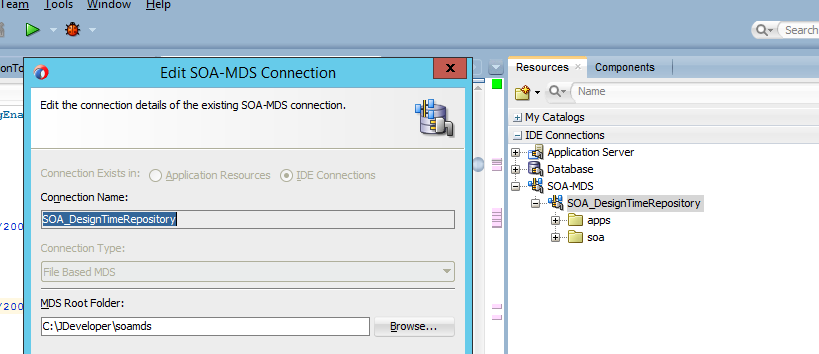 Team Tools Window Help
Search
onTo
Edit SOA-MDS Connection
X
Resources
Components
Edit the connection details of the existing SOA-MDS connection.
Name
gEna
My Catalogs
IDE Connections
Application Server
Connection Exists in: Application Resources IDE Connections
Database
Connection Name:
SOA-MDS
SOA_DesignTimeRepository
SOA_DesignTimeRepository
/200
apps
Connection Type:
soa
File Based MDS
MDS Root Folder:
/200
C:\JDeveloper\soamds
Browse...